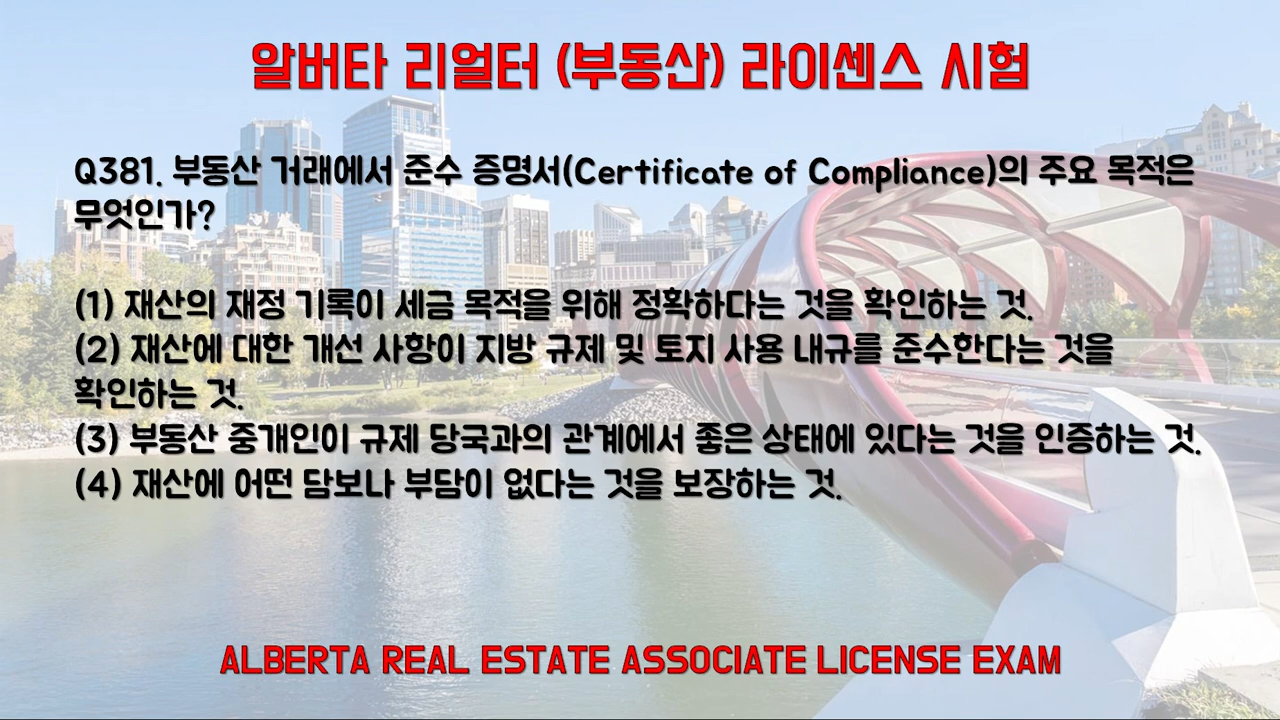 알버타 리얼터 (부동산) 라이센스 시험
Q381. 부동산 거래에서 준수 증명서(Certificate of Compliance)의 주요 목적은
무엇인가?
(1) 재산의 재정 기록이 세금 목적을 위해 정확하다는 것을 확인하는 것.
(2) 재산에 대한 개선 사항이 지방 규제 및 토지 사용 내규를 준수한다는 것을
확인하는 것.
(3) 부동산 중개인이 규제 당국과의 관계에서 좋은 상태에 있다는 것을 인증하는 것.
(4) 재산에 어떤 담보나 부담이 없다는 것을 보장하는 것.
ALBERTA REAL ESTATE ASSOCIATE LICENSE EXAM